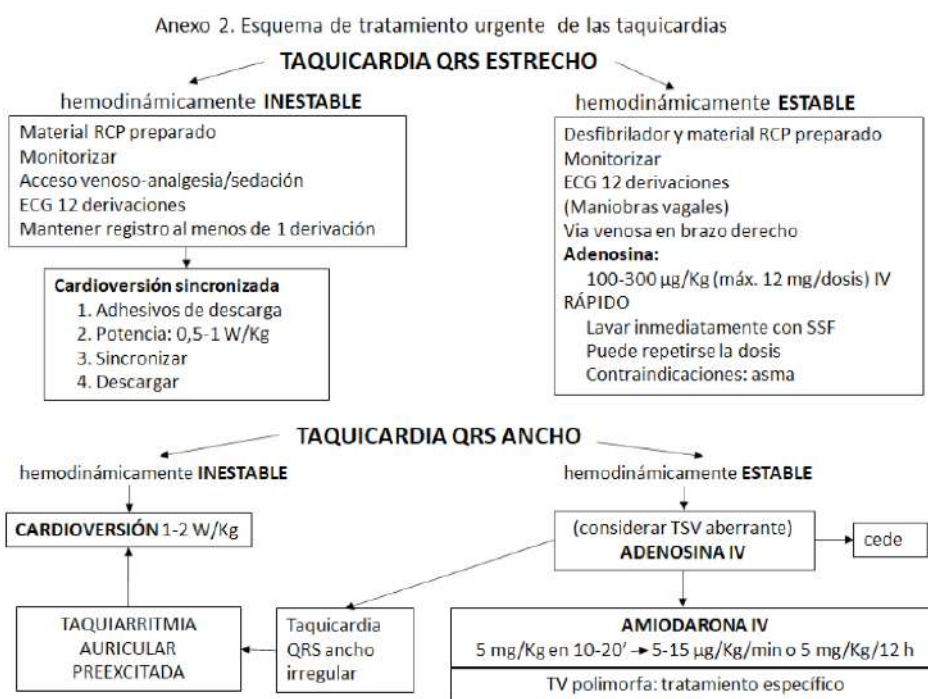 Anexo 2. Esquema de tratamiento urgente de las taquicardias
TAQUICARDIA QRS ESTRECHO
hemodinámicamente INESTABLE
Material RCP preparado
Monitorizar
Acceso venoso-analgesia/sedación
ECG 12 derivaciones
Mantener registro al menos de 1 derivación
Cardioversión sincronizada
1. Adhesivos de descarga
2. Potencia: 0,5-1 W/Kg
3. Sincronizar
4. Descargar
hemodinámicamente ESTABLE
Desfibrilador y material RCP preparado
Monitorizar
ECG 12 derivaciones
(Maniobras vagales)
Via venosa en brazo derecho
Adenosina:
100-300 µg/Kg (máx. 12 mg/dosis) IV
RÁPIDO
Lavar inmediatamente con SSF
Puede repetirse la dosis
Contraindicaciones: asma
TAQUICARDIA QRS ANCHO
hemodinámicamente INESTABLE
CARDIOVERSIÓN 1-2 W/Kg
TAQUIARRITMIA
AURICULAR
PREEXCITADA
Taquicardia
QRS ancho
irregular
hemodinámicamente ESTABLE
(considerar TSV aberrante)
ADENOSINA IV
cede
AMIODARONA IV
5 mg/Kg en 10-20’ → 5-15 µg/Kg/min o 5 mg/Kg/12 h
TV polimorfa: tratamiento específico